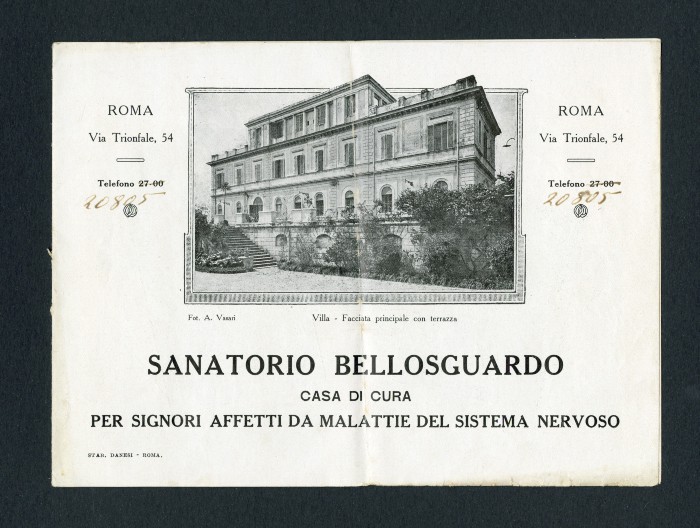 ROMA
Via Trionfale, 54
Telefono 27-00
20805
ROMA
Via Trionfale, 54
Telefono 27-00
20805
Fot. A. Vasari
Villa - Facciata principale con terrazza
SANATORIO BELLOSGUARDO
CASA DI CURA
PER SIGNORI AFFETTI DA MALATTIE DEL SISTEMA NERVOSO
STAB. DANESI - ROMA.